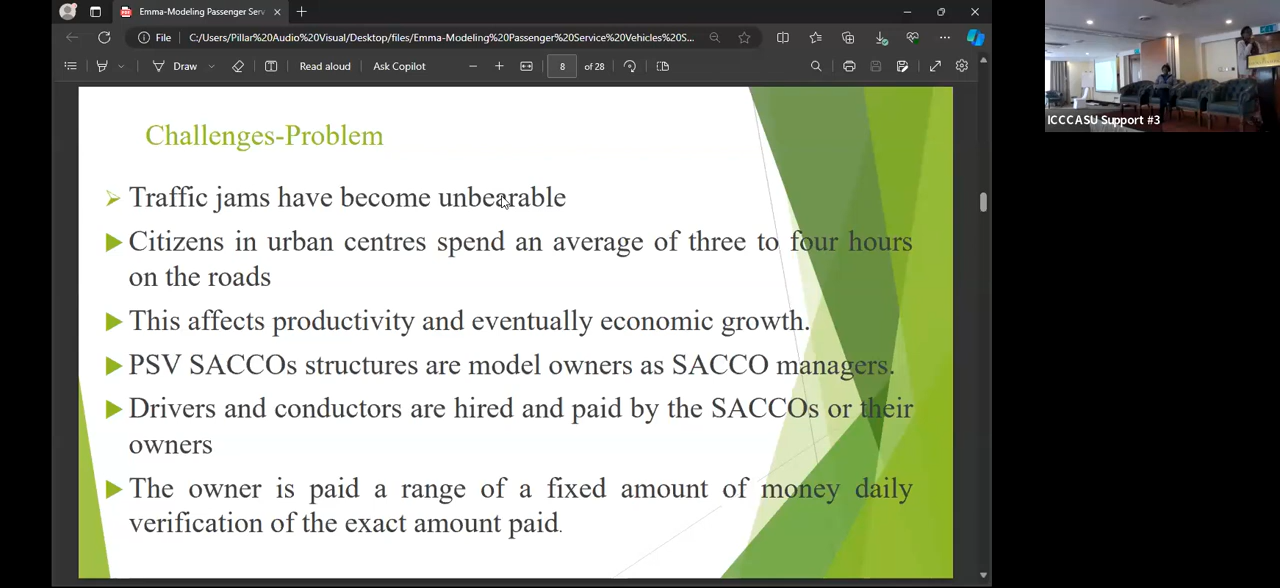 Emma-Modeling Passenger Serv
File
C:/Users/Pillar%20Audio%20Visual/Desktop/files/Emma-Modeling%20Passenger%20Service%20Vehicles%20S...
Draw
Read aloud
Ask Copilot
8
of 28
ICCCASU Support #3
Challenges-Problem
Traffic jams have become unbearable
Citizens in urban centres spend an average of three to four hours
on the roads
This affects productivity and eventually economic growth.
PSV SACCOs structures are model owners as SACCO managers.
Drivers and conductors are hired and paid by the SACCOs or their
owners
The owner is paid a range of a fixed amount of money daily
verification of the exact amount paid.